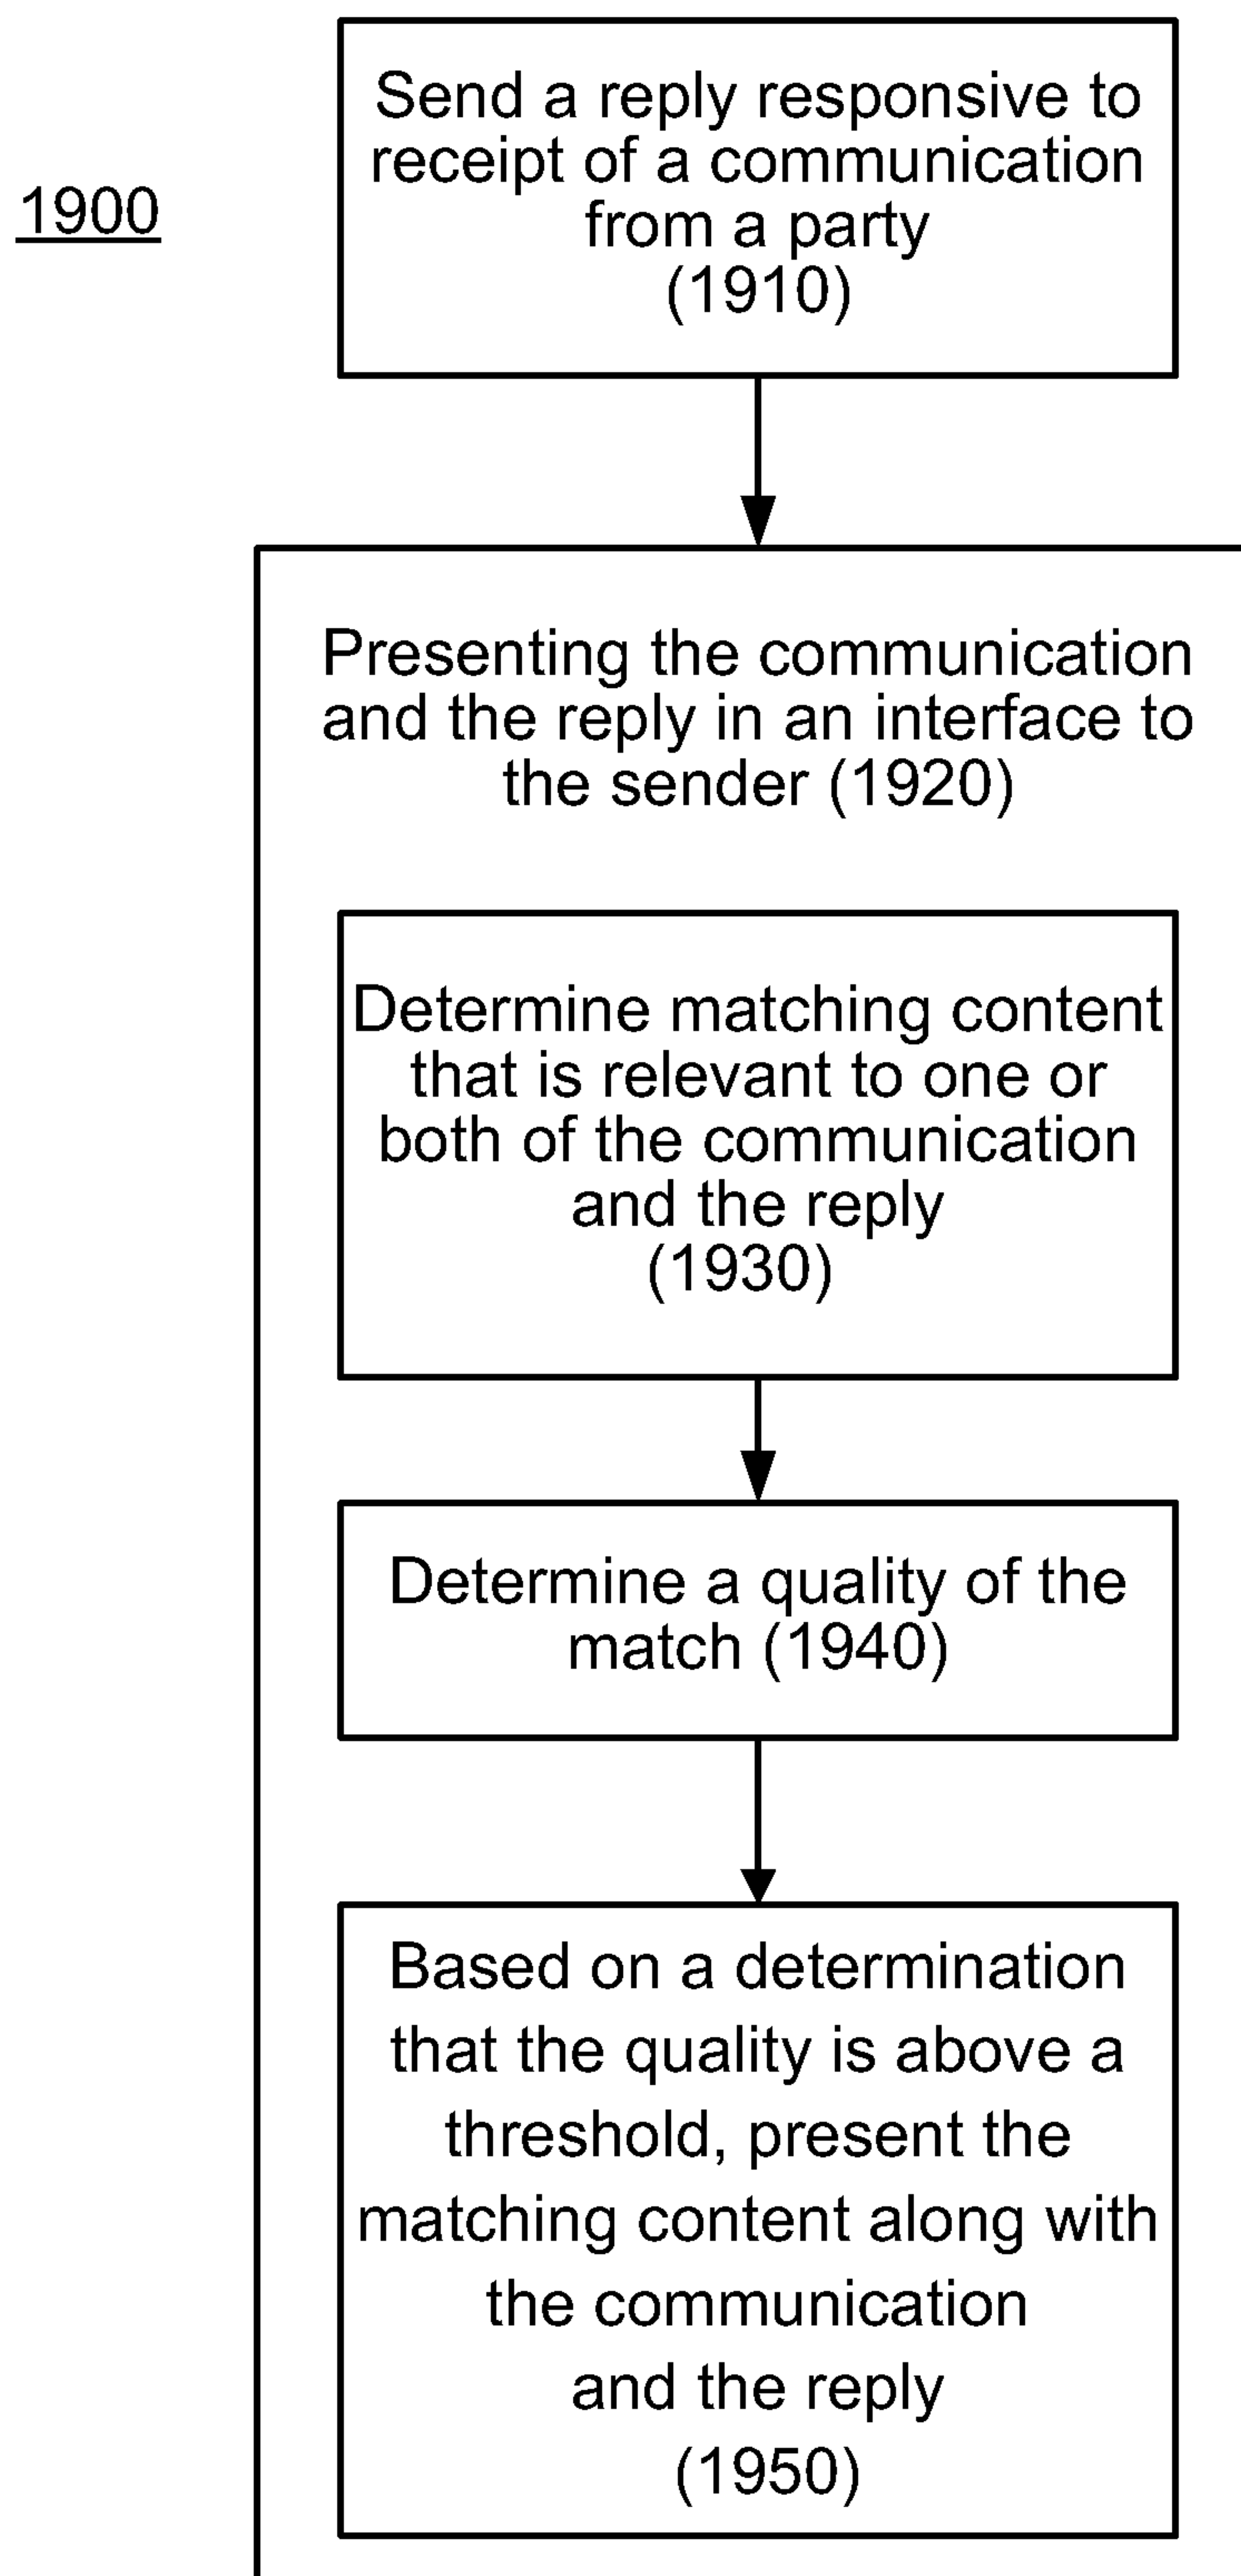 1900
Send a reply responsive to
receipt of a communication
from a party
(1910)
Presenting the communication
and the reply in an interface to
the sender (1920)
Determine matching content
that is relevant to one or
both of the communication
and the reply
(1930)
Determine a quality of the
match (1940)
Based on a determination
that the quality is above a
threshold, present the
matching content along with
the communication
and the reply
(1950)